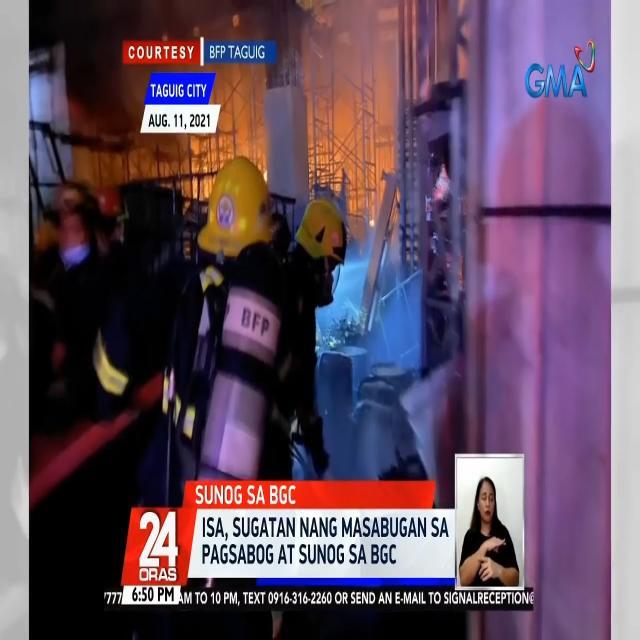 COURTESY BFP TAGUIG
GMA
TAGUIG CITY
AUG. 11, 2021
BFP
SUNOG SA BGC
24 ORAS
ISA, SUGATAN NANG MASABUGAN SA
PAGSABOG AT SUNOG SA BGC
6:50 PM
'777 AM TO 10 PM, TEXT 0916-316-2260 OR SEND AN E-MAIL TO SIGNALRECEPTION@